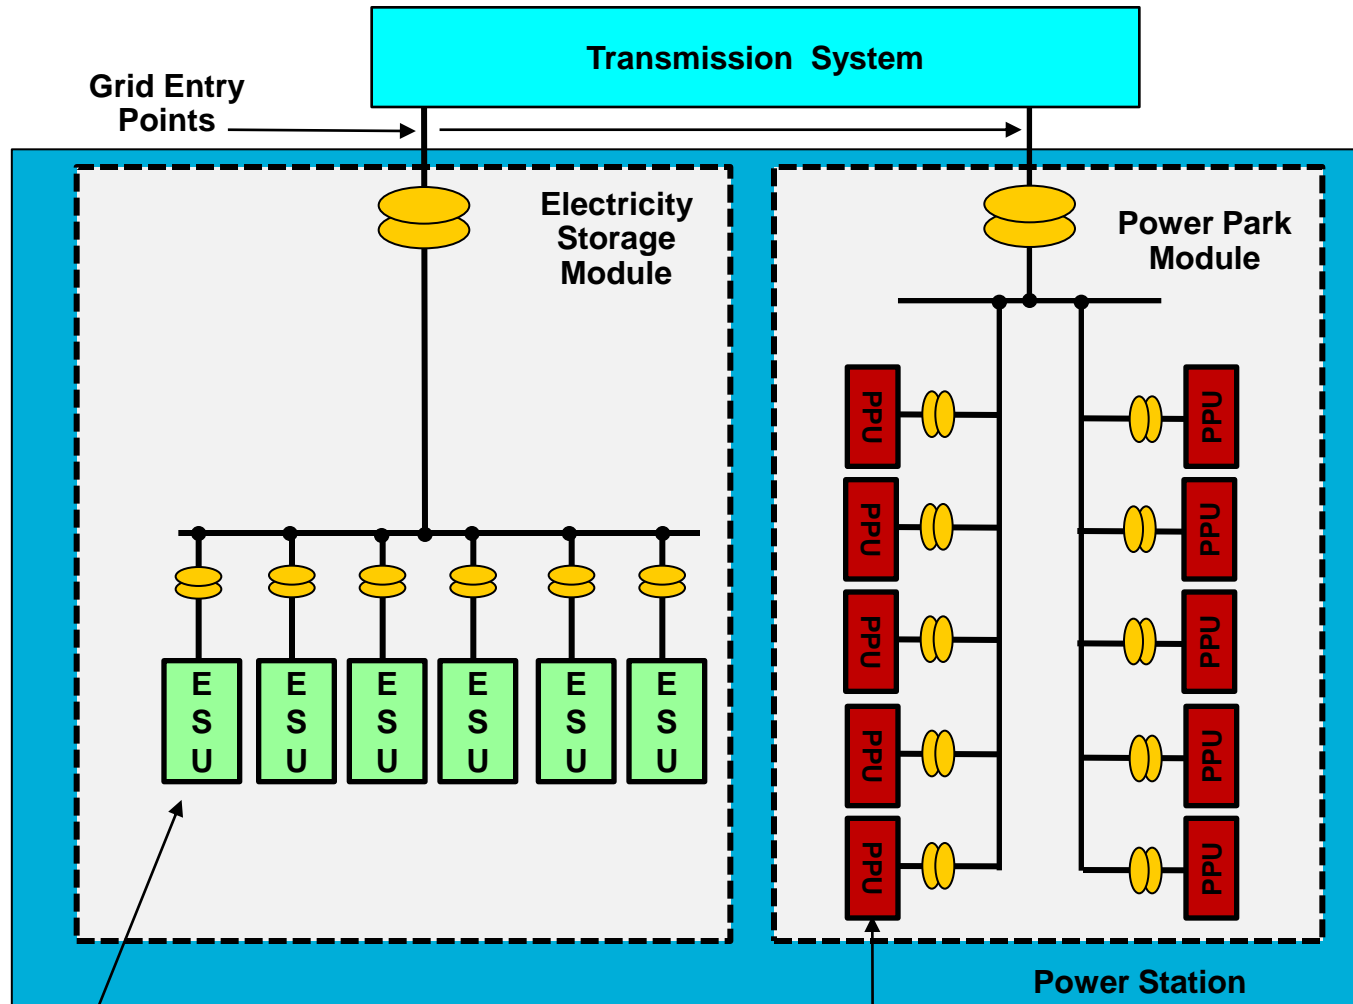 Transmission System
Grid Entry
Points
Electricity
Storage
Module
Power Park
Module
PPU
PPU
PPU
PPU
PPU
PPU
PPU
PPU
PPU
PPU
E
S
U
E
S
U
E
S
U
E
S
U
E
S
U
E
S
U
Power Station